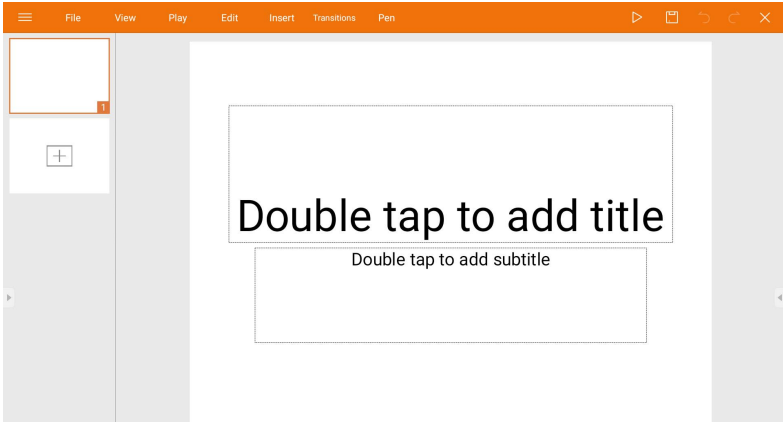 File View Play Edit Insert Transitions Pen
1
Double tap to add title
Double tap to add subtitle